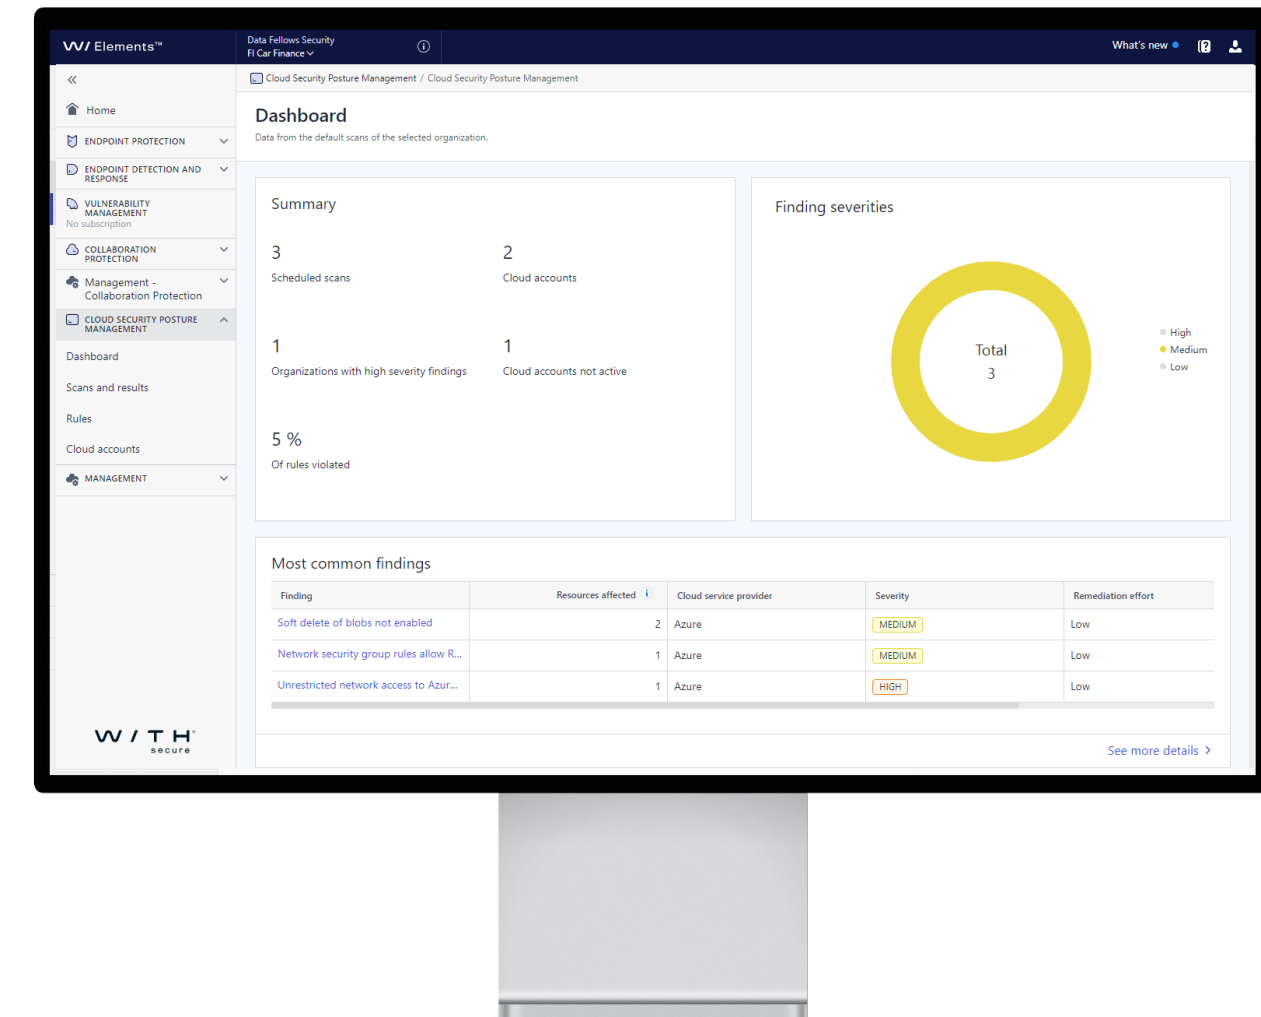 W/ Elements™
Data Fellows Security
FI Car Finance
What's new
Cloud Security Posture Management / Cloud Security Posture Management
Home
ENDPOINT PROTECTION
ENDPOINT DETECTION AND
RESPONSE
VULNERABILITY
MANAGEMENT
No subscription
COLLABORATION
PROTECTION
Management -
Collaboration Protection
CLOUD SECURITY POSTURE
MANAGEMENT
Dashboard
Scans and results
Rules
Cloud accounts
MANAGEMENT
W / T H
secure
Dashboard
Data from the default scans of the selected organization.
Summary
3
Scheduled scans
2
Cloud accounts
1
Organizations with high severity findings
1
Cloud accounts not active
5 %
Of rules violated
Finding severities
Total
3
High
Medium
Low
Most common findings
Finding Resources affected i Cloud service provider Severity Remediation effort
Soft delete of blobs not enabled 2 Azure MEDIUM Low
Network security group rules allow R... 1 Azure MEDIUM Low
Unrestricted network access to Azur... 1 Azure HIGH Low
See more details